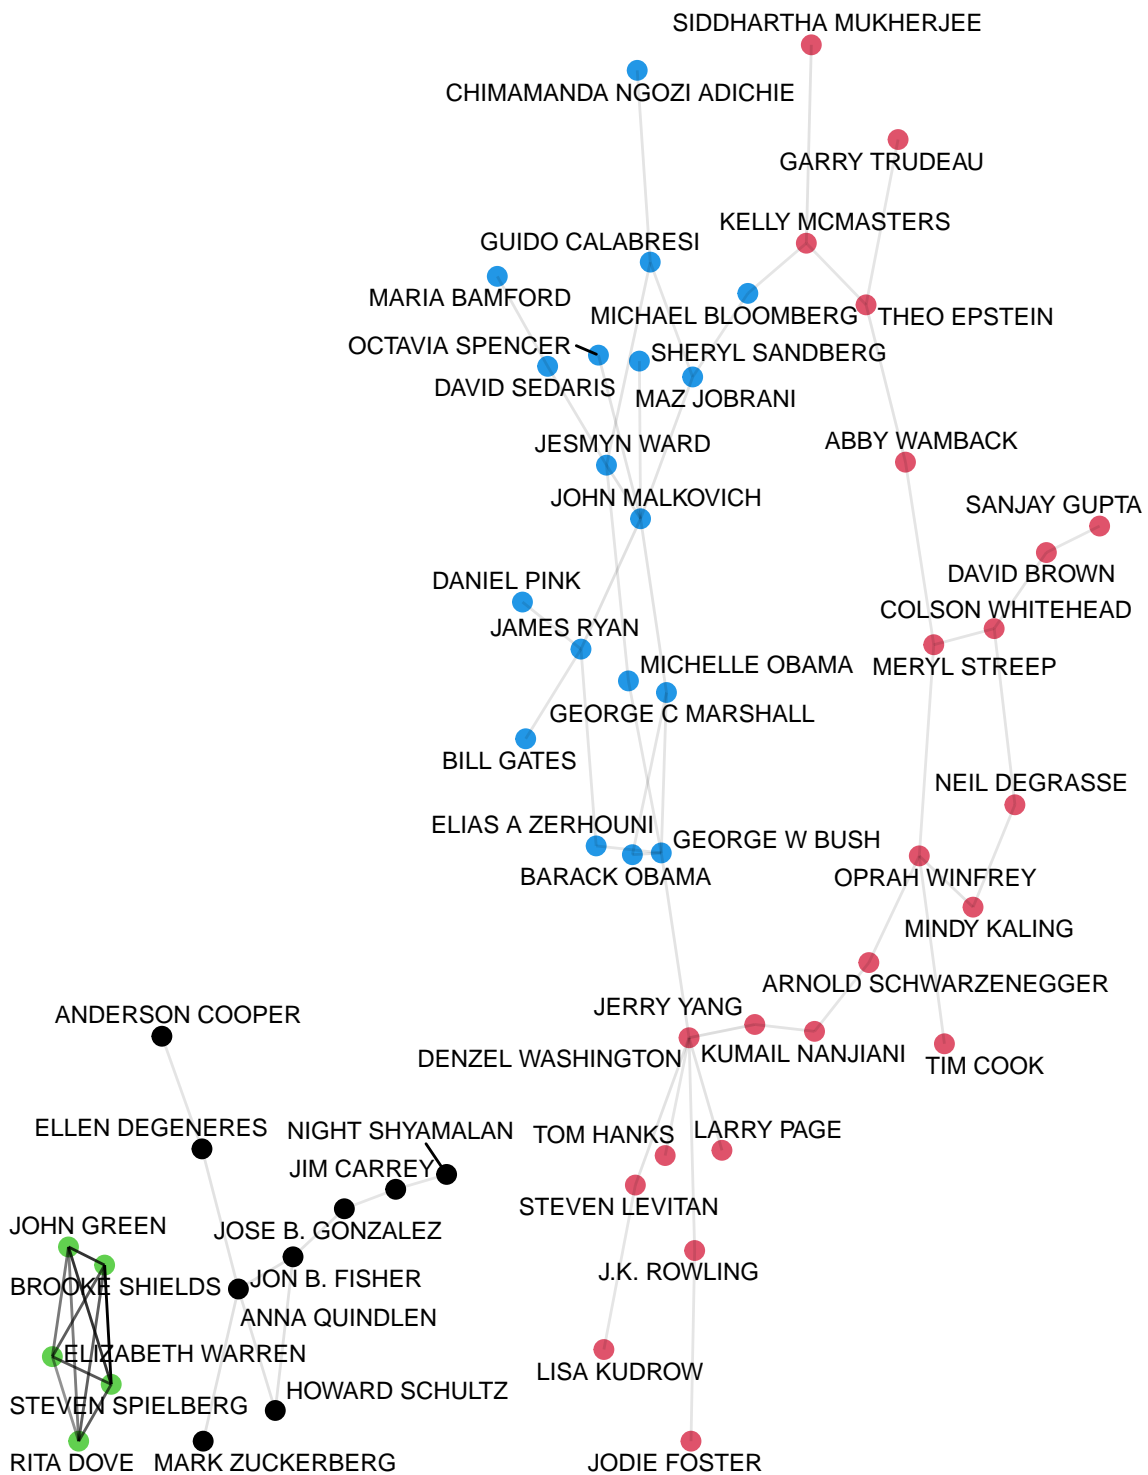 SIDDHARTHA MUKHERJEE
CHIMAMANDA NGOZI ADICHIE
GARRY TRUDEAU
KELLY MCMASTERS
GUIDO CALABRESI
MARIA BAMFORD
MICHAEL BLOOMBERG
THEO EPSTEIN
OCTAVIA SPENCER
SHERYL SANDBERG
DAVID SEDARIS
MAZ JOBRANI
JESMYN WARD
ABBY WAMBACK
JOHN MALKOVICH
SANJAY GUPTA
DAVID BROWN
DANIEL PINK
COLSON WHITEHEAD
JAMES RYAN
MICHELLE OBAMA
MERYL STREEP
GEORGE C MARSHALL
BILL GATES
NEIL DEGRASSE
ELIAS A ZERHOUNI
GEORGE W BUSH
BARACK OBAMA
OPRAH WINFREY
MINDY KALING
ARNOLD SCHWARZENEGGER
JERRY YANG
ANDERSON COOPER
DENZEL WASHINGTON
KUMAIL NANJIANI
TIM COOK
ELLEN DEGENERES
NIGHT SHYAMALAN
TOM HANKS
LARRY PAGE
JIM CARREY
STEVEN LEVITAN
JOHN GREEN
JOSE B. GONZALEZ
J.K. ROWLING
BROOKE SHIELDS
JON B. FISHER
ANNA QUINDLEN
ELIZABETH WARREN
LISA KUDROW
HOWARD SCHULTZ
STEVEN SPIELBERG
RITA DOVE
MARK ZUCKERBERG
JODIE FOSTER